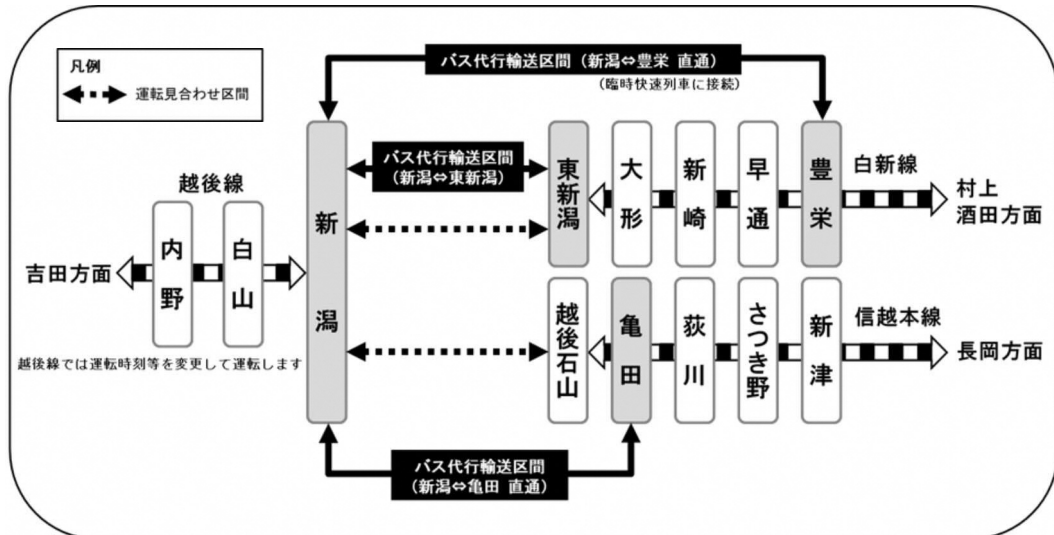 バス代行輸送区間（新潟⇔豊栄 直通）
（臨時快速列車に接続）
凡例
運転見合わせ区間
バス代行輸送区間
（新潟⇔東新潟）
越後線
新潟
東新潟
大形
新崎
早通
豊栄
白新線
村上
酒田方面
吉田方面
内野
白山
越後線では運転時刻等を変更して運転します
越後石山
亀田
荻川
さつき野
新津
信越本線
長岡方面
バス代行輸送区間
（新潟⇔亀田 直通）